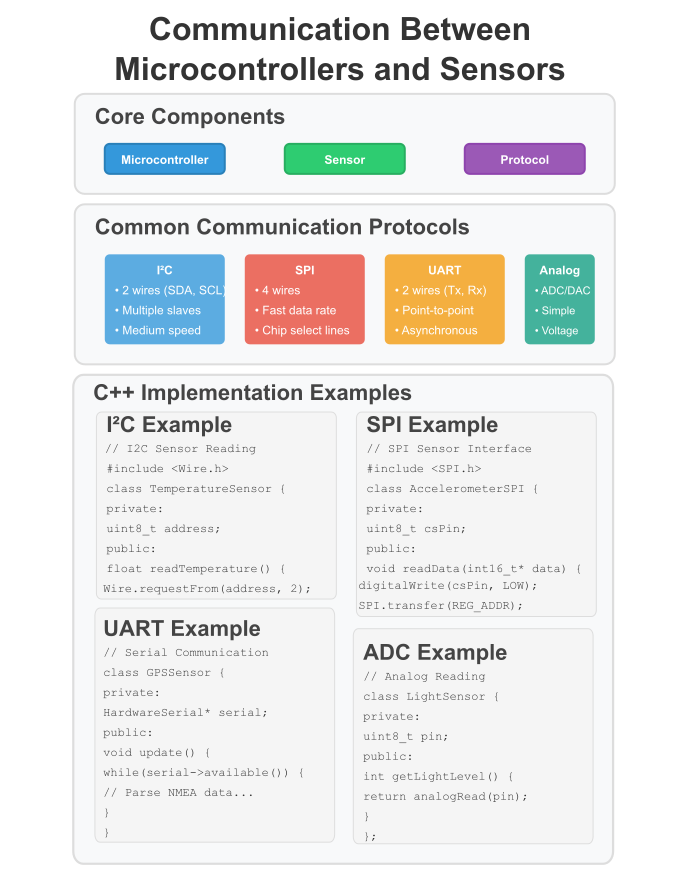 Communication Between
Microcontrollers and Sensors
Core Components
Microcontroller
Sensor
Protocol
Common Communication Protocols
I²C
• 2 wires (SDA, SCL)
• Multiple slaves
• Medium speed
SPI
• 4 wires
• Fast data rate
• Chip select lines
UART
• 2 wires (Tx, Rx)
• Point-to-point
• Asynchronous
Analog
• ADC/DAC
• Simple
• Voltage
C++ Implementation Examples
I²C Example
// I2C Sensor Reading
#include <Wire.h>
class TemperatureSensor {
private:
uint8_t address;
public:
float readTemperature() {
Wire.requestFrom(address, 2);
SPI Example
// SPI Sensor Interface
#include <SPI.h>
class AccelerometerSPI {
private:
uint8_t csPin;
public:
void readData(int16_t* data) {
digitalWrite(csPin, LOW);
SPI.transfer(REG_ADDR);
UART Example
// Serial Communication
class GPSSensor {
private:
HardwareSerial* serial;
public:
void update() {
while(serial->available()) {
// Parse NMEA data...
}
}
ADC Example
// Analog Reading
class LightSensor {
private:
uint8_t pin;
public:
int getLightLevel() {
return analogRead(pin);
}
};